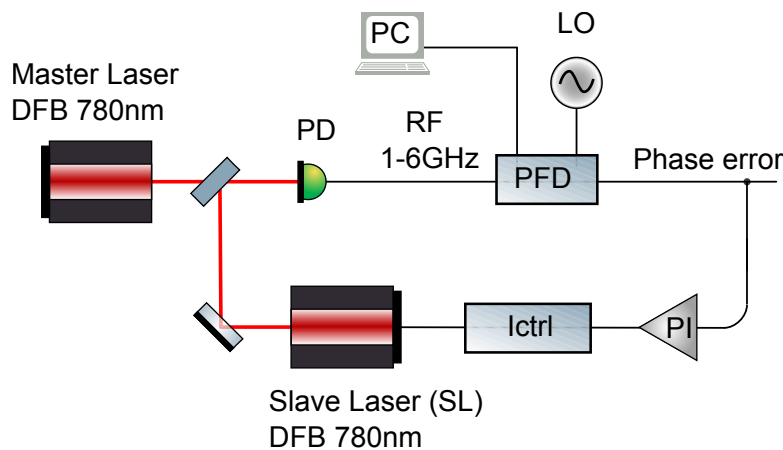 PC
LO
Master Laser
DFB 780nm
PD
RF
1-6GHz
PFD
Phase error
Ictrl
PI
Slave Laser (SL)
DFB 780nm